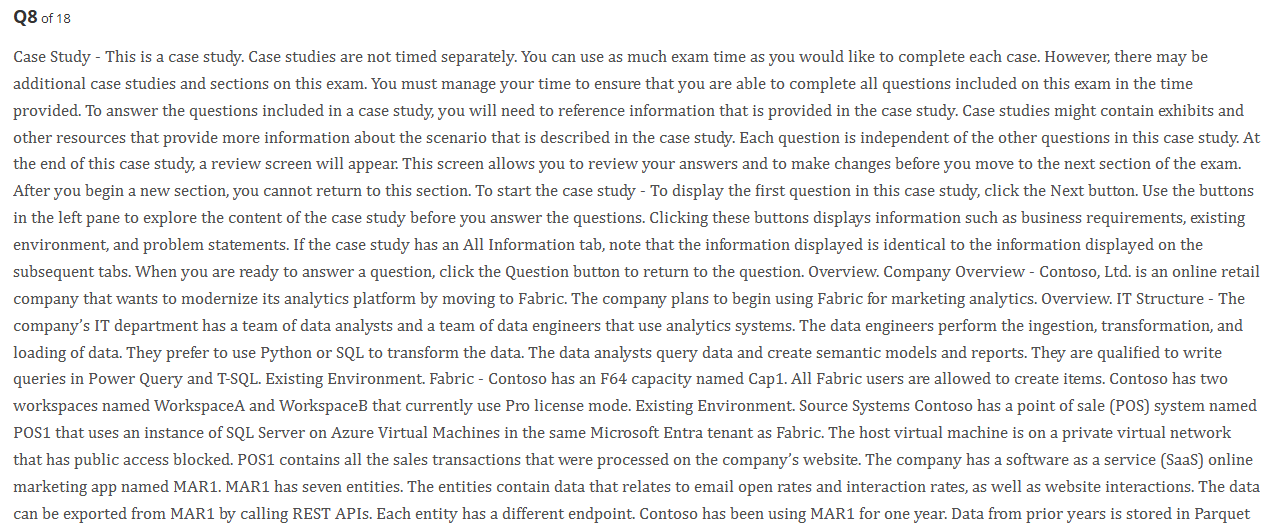 Q8 of 18
Case Study - This is a case study. Case studies are not timed separately. You can use as much exam time as you would like to complete each case. However, there may be
additional case studies and sections on this exam. You must manage your time to ensure that you are able to complete all questions included on this exam in the time
provided. To answer the questions included in a case study, you will need to reference information that is provided in the case study. Case studies might contain exhibits and
other resources that provide more information about the scenario that is described in the case study. Each question is independent of the other questions in this case study. At
the end of this case study, a review screen will appear. This screen allows you to review your answers and to make changes before you move to the next section of the exam.
After you begin a new section, you cannot return to this section. To start the case study - To display the first question in this case study, click the Next button. Use the buttons
in the left pane to explore the content of the case study before you answer the questions. Clicking these buttons displays information such as business requirements, existing
environment, and problem statements. If the case study has an All Information tab, note that the information displayed is identical to the information displayed on the
subsequent tabs. When you are ready to answer a question, click the Question button to return to the question. Overview. Company Overview - Contoso, Ltd. is an online retail
company that wants to modernize its analytics platform by moving to Fabric. The company plans to begin using Fabric for marketing analytics. Overview. IT Structure - The
company’s IT department has a team of data analysts and a team of data engineers that use analytics systems. The data engineers perform the ingestion, transformation, and
loading of data. They prefer to use Python or SQL to transform the data. The data analysts query data and create semantic models and reports. They are qualified to write
queries in Power Query and T-SQL. Existing Environment. Fabric - Contoso has an F64 capacity named Cap1. All Fabric users are allowed to create items. Contoso has two
workspaces named WorkspaceA and WorkspaceB that currently use Pro license mode. Existing Environment. Source Systems Contoso has a point of sale (POS) system named
POS1 that uses an instance of SQL Server on Azure Virtual Machines in the same Microsoft Entra tenant as Fabric. The host virtual machine is on a private virtual network
that has public access blocked. POS1 contains all the sales transactions that were processed on the company’s website. The company has a software as a service (SaaS) online
marketing app named MAR1. MAR1 has seven entities. The entities contain data that relates to email open rates and interaction rates, as well as website interactions. The data
can be exported from MAR1 by calling REST APIs. Each entity has a different endpoint. Contoso has been using MAR1 for one year. Data from prior years is stored in Parquet